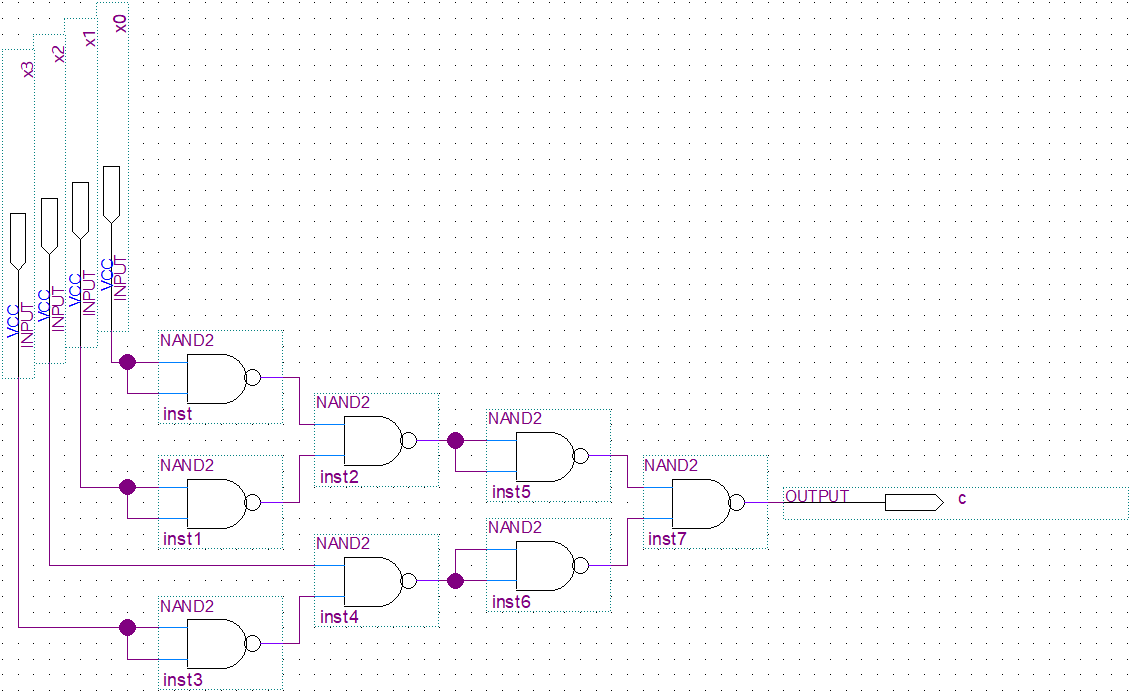 x3
x2
x1
x0
VCC
INPUT
VCC
INPUT
VCC
INPUT
VCC
INPUT
NAND2
inst
NAND2
inst2
NAND2
inst5
NAND2
inst1
NAND2
inst7
OUTPUT
c
NAND2
inst4
NAND2
inst6
NAND2
inst3